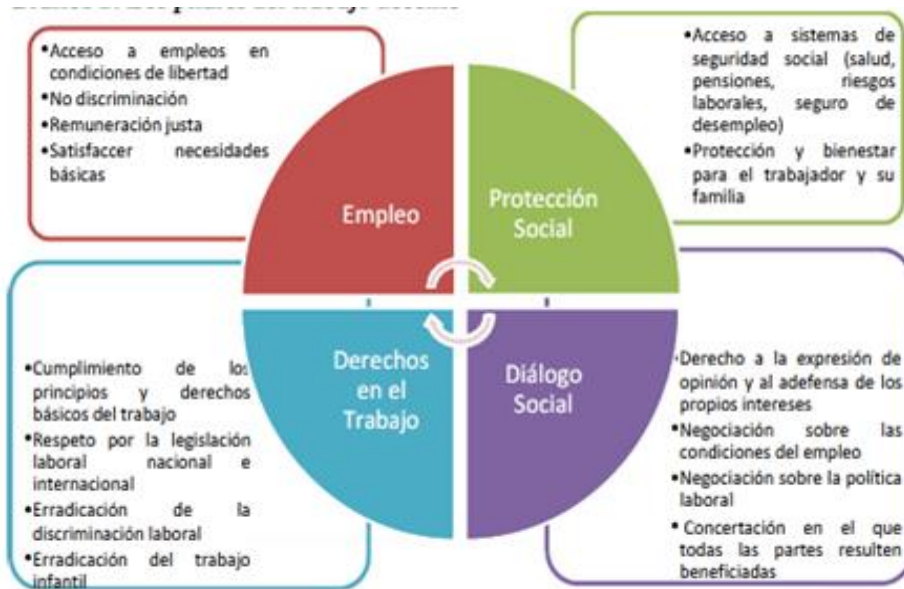 •Acceso a empleos en
condiciones de libertad
•No discriminación
•Remuneración justa
•Satisfaccer necesidades
básicas
Empleo
•Acceso a sistemas de
seguridad social (salud,
pensiones, riesgos
laborales, seguro de
desempleo)
•Protección y bienestar
para el trabajador y su
familia
Protección
Social
•Cumplimiento de los
principios y derechos
básicos del trabajo
•Respeto por la legislación
laboral nacional e
internacional
•Erradicación de la
discriminación laboral
•Erradicación del trabajo
infantil
Derechos
en el
Trabajo
Diálogo
Social
•Derecho a la expresión de
opinión y al adefensa de los
propios intereses
•Negociación sobre las
condiciones del empleo
•Negociación sobre la política
laboral
•Concertación en el que
todas las partes resulten
beneficiadas